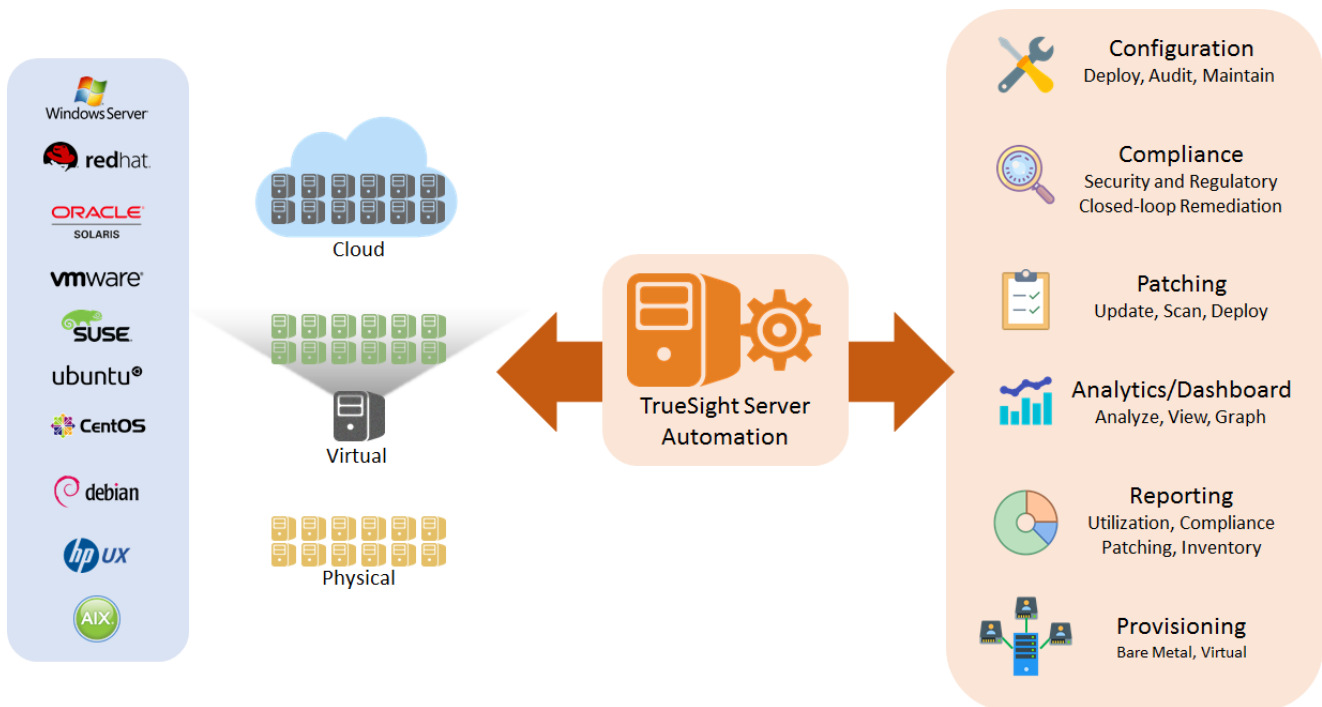 Windows Server
redhat.
ORACLE
SOLARIS
vmware
SUSE
ubuntu
CentOS
debian
hp UX
AIX
Cloud
Virtual
Physical
TrueSight Server
Automation
Configuration
Deploy, Audit, Maintain
Compliance
Security and Regulatory
Closed-loop Remediation
Patching
Update, Scan, Deploy
Analytics/Dashboard
Analyze, View, Graph
Reporting
Utilization, Compliance
Patching, Inventory
Provisioning
Bare Metal, Virtual